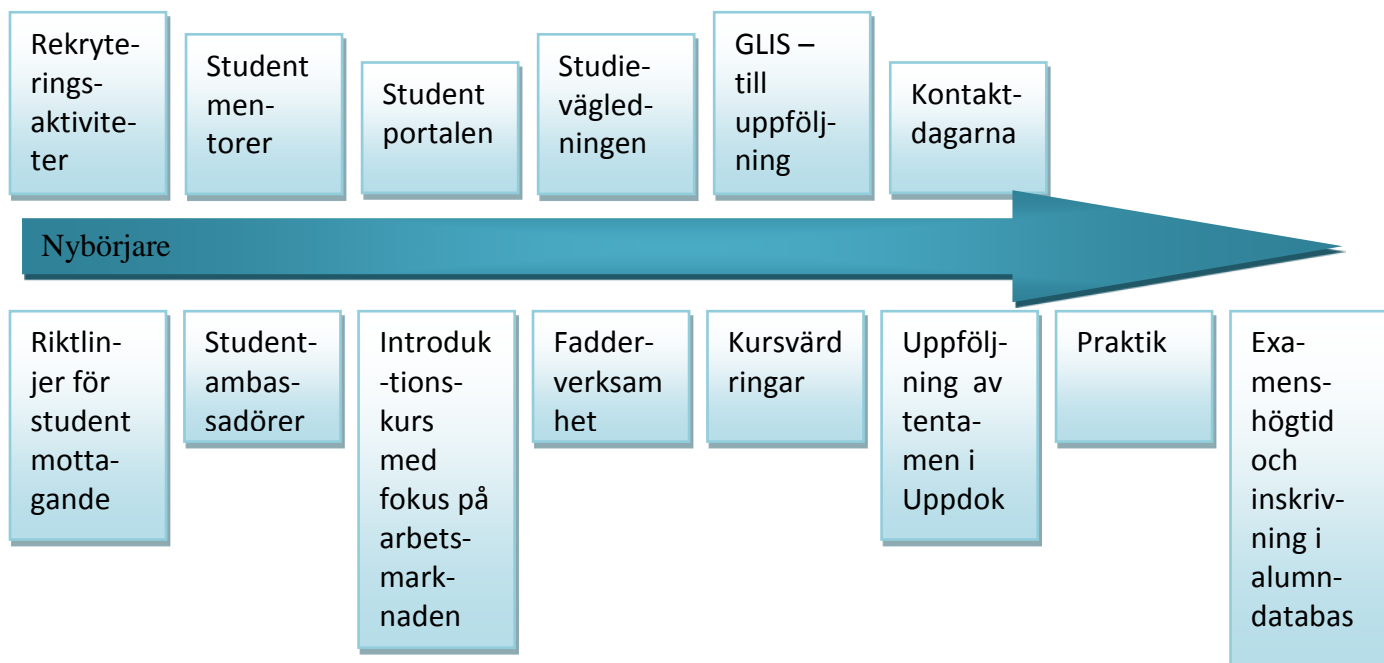 Rekryte-
rings-
aktivite-
ter
Student
men-
torer
Student
portalen
Studie-
vägled-
ningen
GLIS –
till
uppfölj-
ning
Kontakt-
dagarna
Nybörjare
Riktlin-
jer för
student
motta-
gande
Student-
ambas-
sadörer
Introduk
-tions-
kurs
med
fokus på
arbets-
mark-
naden
Fadder-
verksam
het
Kursvärd
ringar
Uppfölj-
ning av
tenta-
men i
Uppdok
Praktik
Exa-
mens-
högtid
och
inskriv-
ning i
alumn-
databas